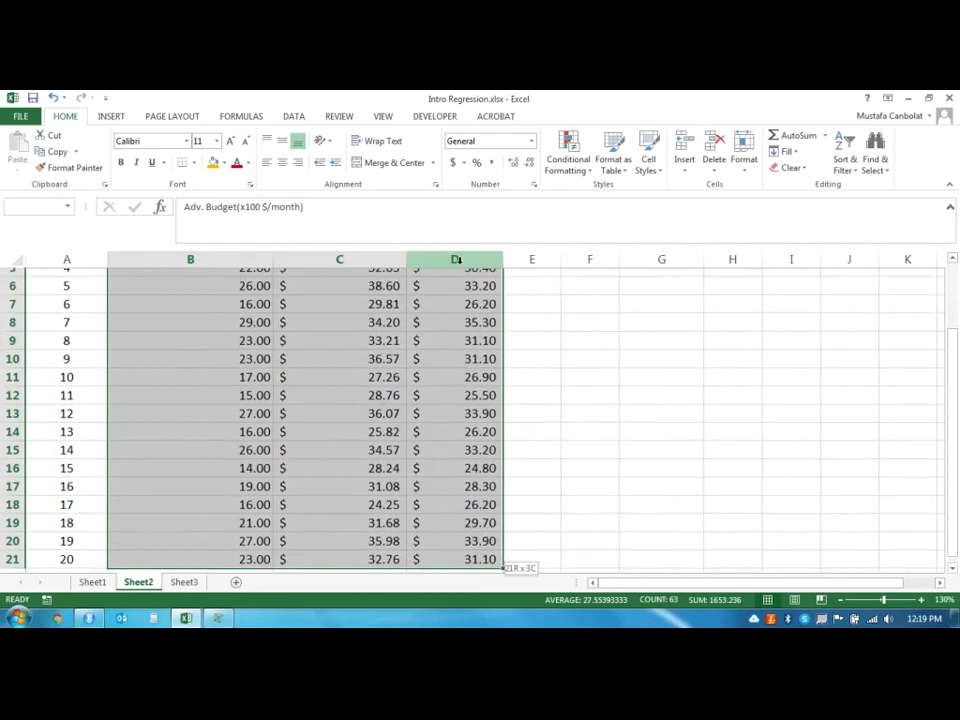 Intro Regression.xlsx - Excel
FILE HOME INSERT PAGE LAYOUT FORMULAS DATA REVIEW VIEW DEVELOPER ACROBAT Mustafa Canbolat
Paste Cut Copy Format Painter Clipboard
Calibri 11 B I U A Font
Wrap Text Merge & Center Alignment
General $ % , Number
Conditional Formatting Format as Table Cell Styles Styles
Insert Delete Format Cells
AutoSum Fill Clear Sort & Filter Find & Select Editing
fx Adv. Budget(x100 $/month)
A B C D E F G H I J K
4 22.00 $ $
6 5 26.00 $ 38.60 $ 33.20
7 6 16.00 $ 29.81 $ 26.20
8 7 29.00 $ 34.20 $ 35.30
9 8 23.00 $ 33.21 $ 31.10
10 9 23.00 $ 36.57 $ 31.10
11 10 17.00 $ 27.26 $ 26.90
12 11 15.00 $ 28.76 $ 25.50
13 12 27.00 $ 36.07 $ 33.90
14 13 16.00 $ 25.82 $ 26.20
15 14 26.00 $ 34.57 $ 33.20
16 15 14.00 $ 28.24 $ 24.80
17 16 19.00 $ 31.08 $ 28.30
18 17 16.00 $ 24.25 $ 26.20
19 18 21.00 $ 31.68 $ 29.70
20 19 27.00 $ 35.98 $ 33.90
21 20 23.00 $ 32.76 $ 31.10
21R x 3C
Sheet1 Sheet2 Sheet3
READY AVERAGE: 27.55393333 COUNT: 63 SUM: 1653.236 130%
12:19 PM